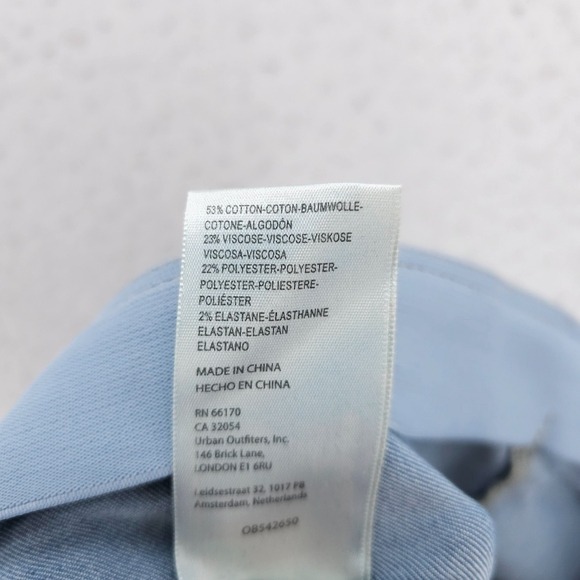 53% COTTON-COTON-BAUMWOLLE-
COTONE-ALGODÓN
23% VISCOSE-VISCOSE-VISKOSE
VISCOSA-VISCOSA
22% POLYESTER-POLYESTER-
POLYESTER-POLIESTERE-
POLIÉSTER
2% ELASTANE-ÉLASTHANNE
ELASTAN-ELASTAN
ELASTANO
MADE IN CHINA
HECHO EN CHINA
RN 66170
CA 32054
Urban Outfitters, Inc.
146 Brick Lane,
LONDON E1 6RU
Leidsestraat 32, 1017 PB
Amsterdam, Netherlands
OB542650